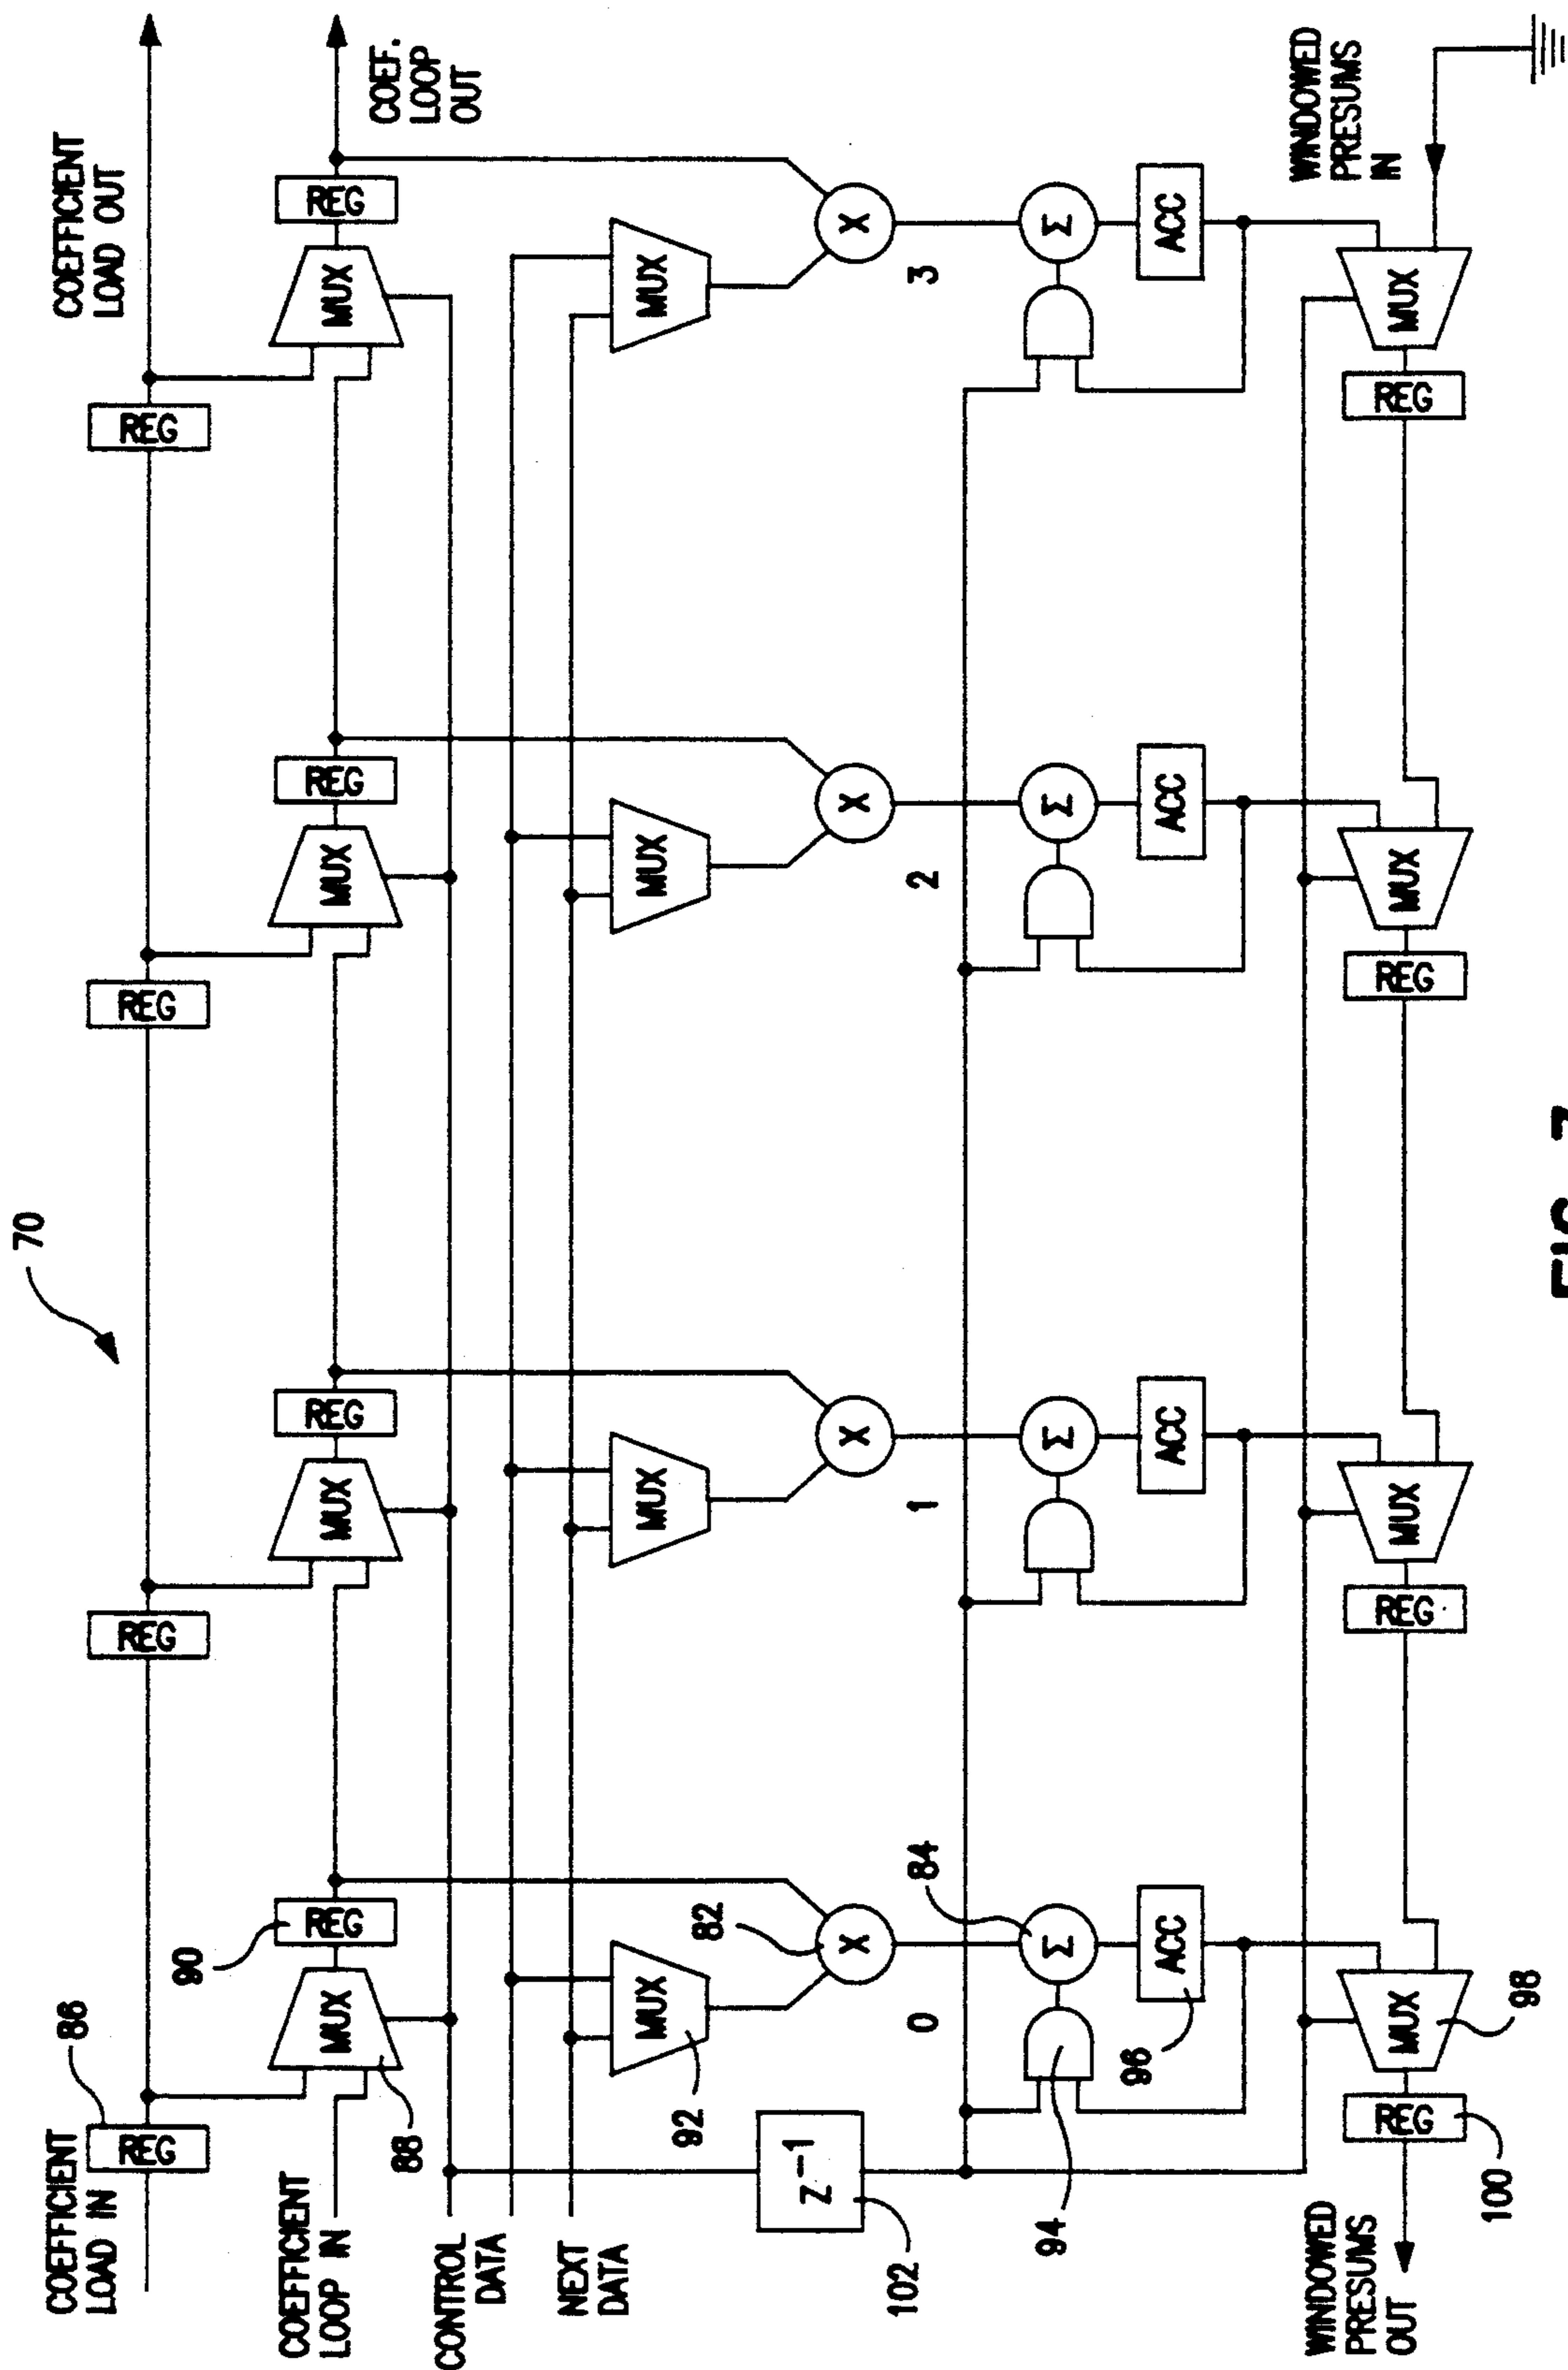 COEFFICIENT
LOAD IN
COEFFICIENT
LOAD OUT
86
70
REG
REG
REG
REG
COEFFICIENT
LOOP IN
88
90
MUX
REG
MUX
REG
MUX
REG
MUX
REG
COEF.
LOOP
OUT
CONTROL
DATA
NEXT
DATA
92
MUX
MUX
MUX
MUX
82
X
X
X
X
102
Z⁻¹
0
1
2
3
94
84
Σ
Σ
Σ
Σ
96
ACC
ACC
ACC
ACC
WINDOWED
PRESUMS
OUT
WINDOWED
PRESUMS
IN
100
REG
MUX
98
REG
MUX
REG
MUX
REG
MUX
FIG. 7